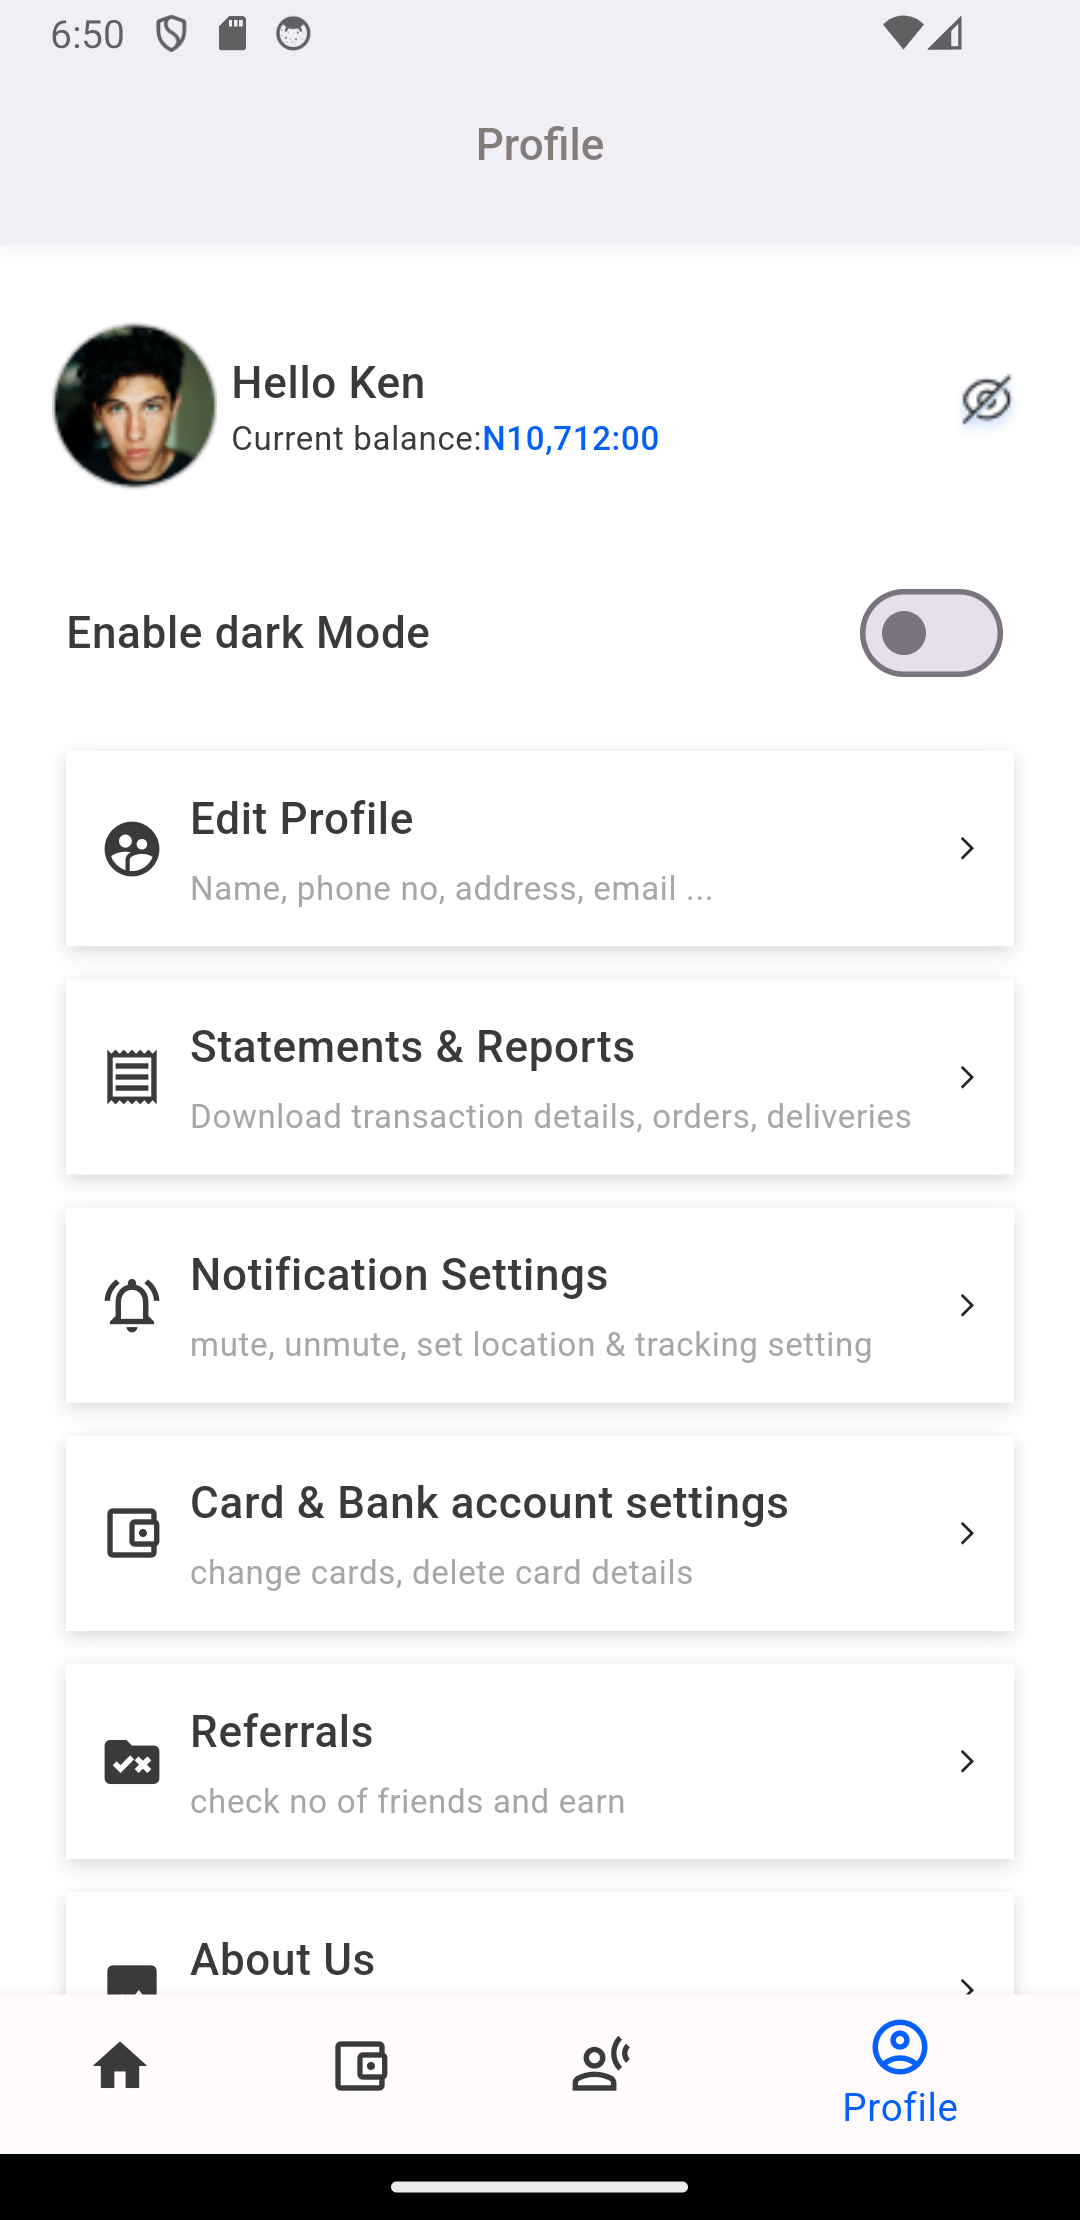 6:50
Profile
Hello Ken
Current balance:N10,712:00
Enable dark Mode
Edit Profile
Name, phone no, address, email ...
Statements & Reports
Download transaction details, orders, deliveries
Notification Settings
mute, unmute, set location & tracking setting
Card & Bank account settings
change cards, delete card details
Referrals
check no of friends and earn
About Us
Profile